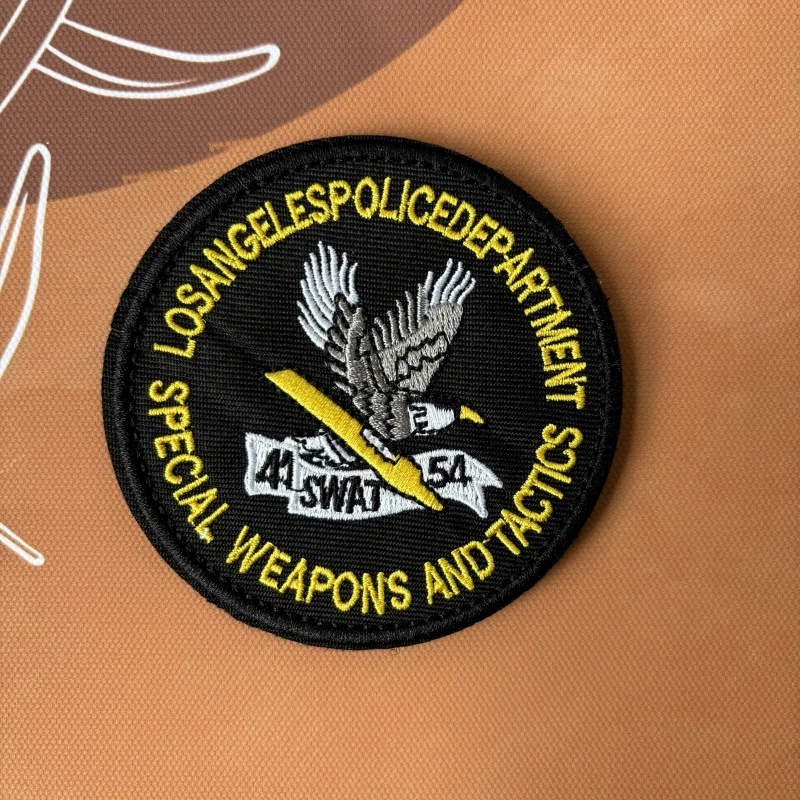 LOSANGELESPOLICEDEPARTMENT
41 SWAT 54
SPECIAL WEAPONS AND TACTICS